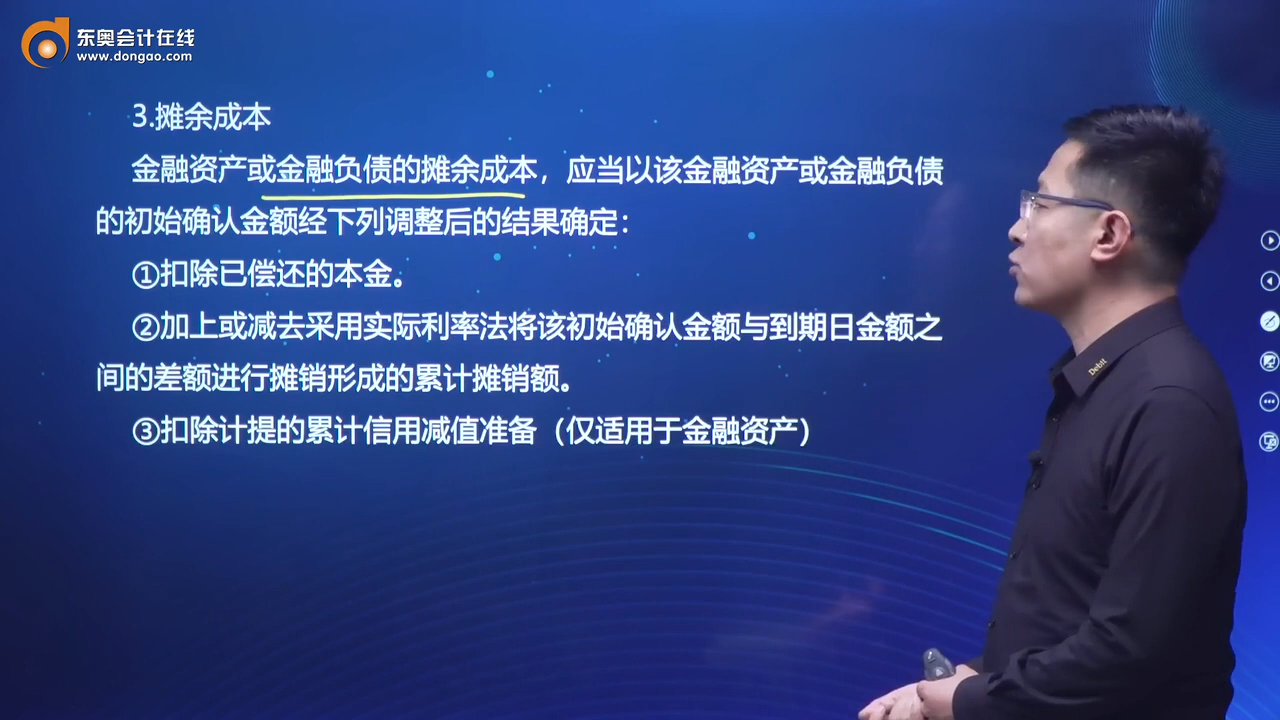 东奥会计在线
www.dongao.com
3.摊余成本
金融资产或金融负债的摊余成本，应当以该金融资产或金融负债
的初始确认金额经下列调整后的结果确定：
①扣除已偿还的本金。
②加上或减去采用实际利率法将该初始确认金额与到期日金额之
间的差额进行摊销形成的累计摊销额。
③扣除计提的累计信用减值准备（仅适用于金融资产）
Debit